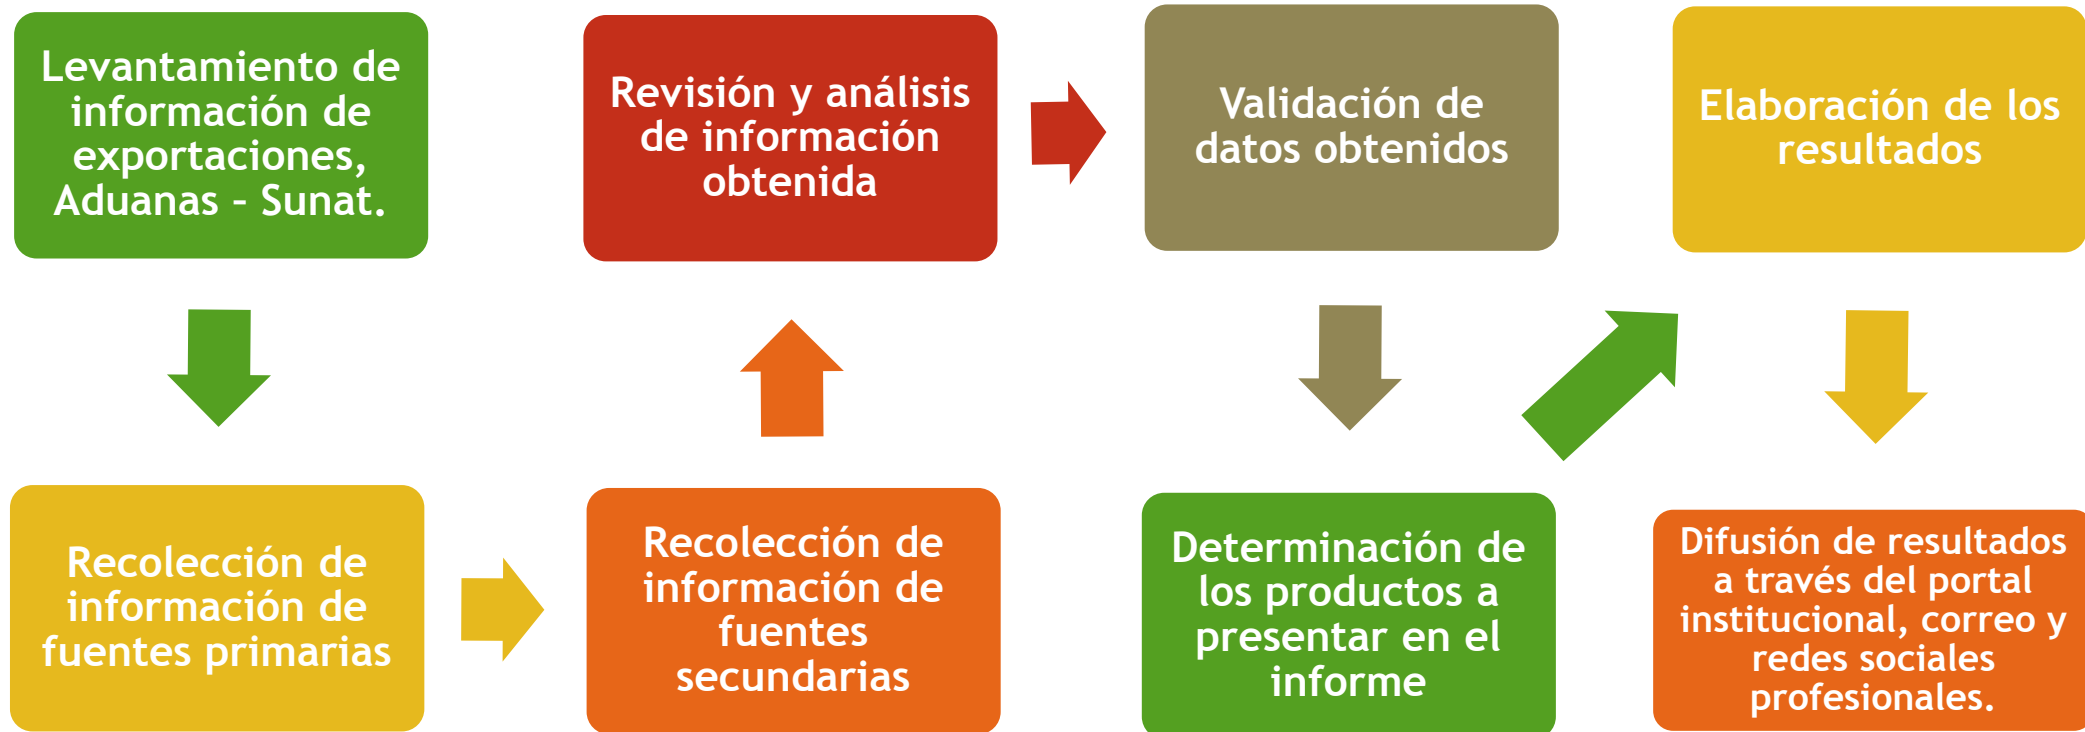 Levantamiento de
información de
exportaciones,
Aduanas – Sunat.
Recolección de
información de
fuentes primarias
Recolección de
información de
fuentes
secundarias
Revisión y análisis
de información
obtenida
Validación de
datos obtenidos
Determinación de
los productos a
presentar en el
informe
Elaboración de los
resultados
Difusión de resultados
a través del portal
institucional, correo y
redes sociales
profesionales.